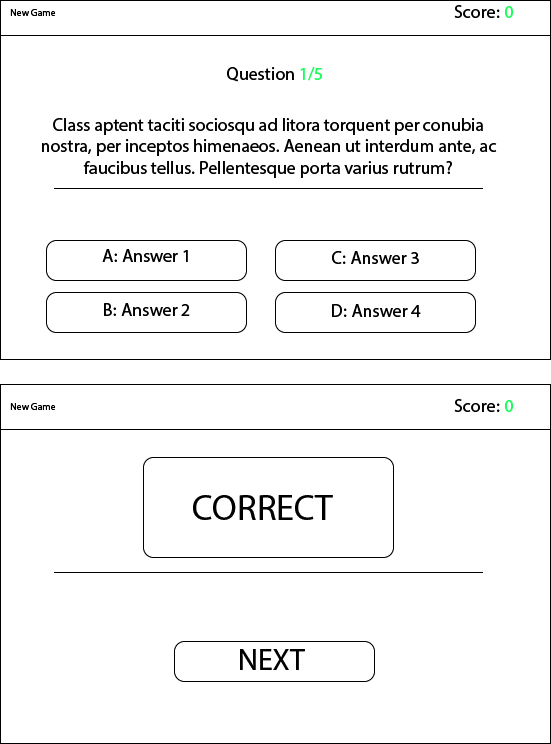 New Game
Score: 0
Question 1/5
Class aptent taciti sociosqu ad litora torquent per conubia
nostra, per inceptos himenaeos. Aenean ut interdum ante, ac
faucibus tellus. Pellentesque porta varius rutrum?
A: Answer 1
C: Answer 3
B: Answer 2
D: Answer 4
New Game
Score: 0
CORRECT
NEXT